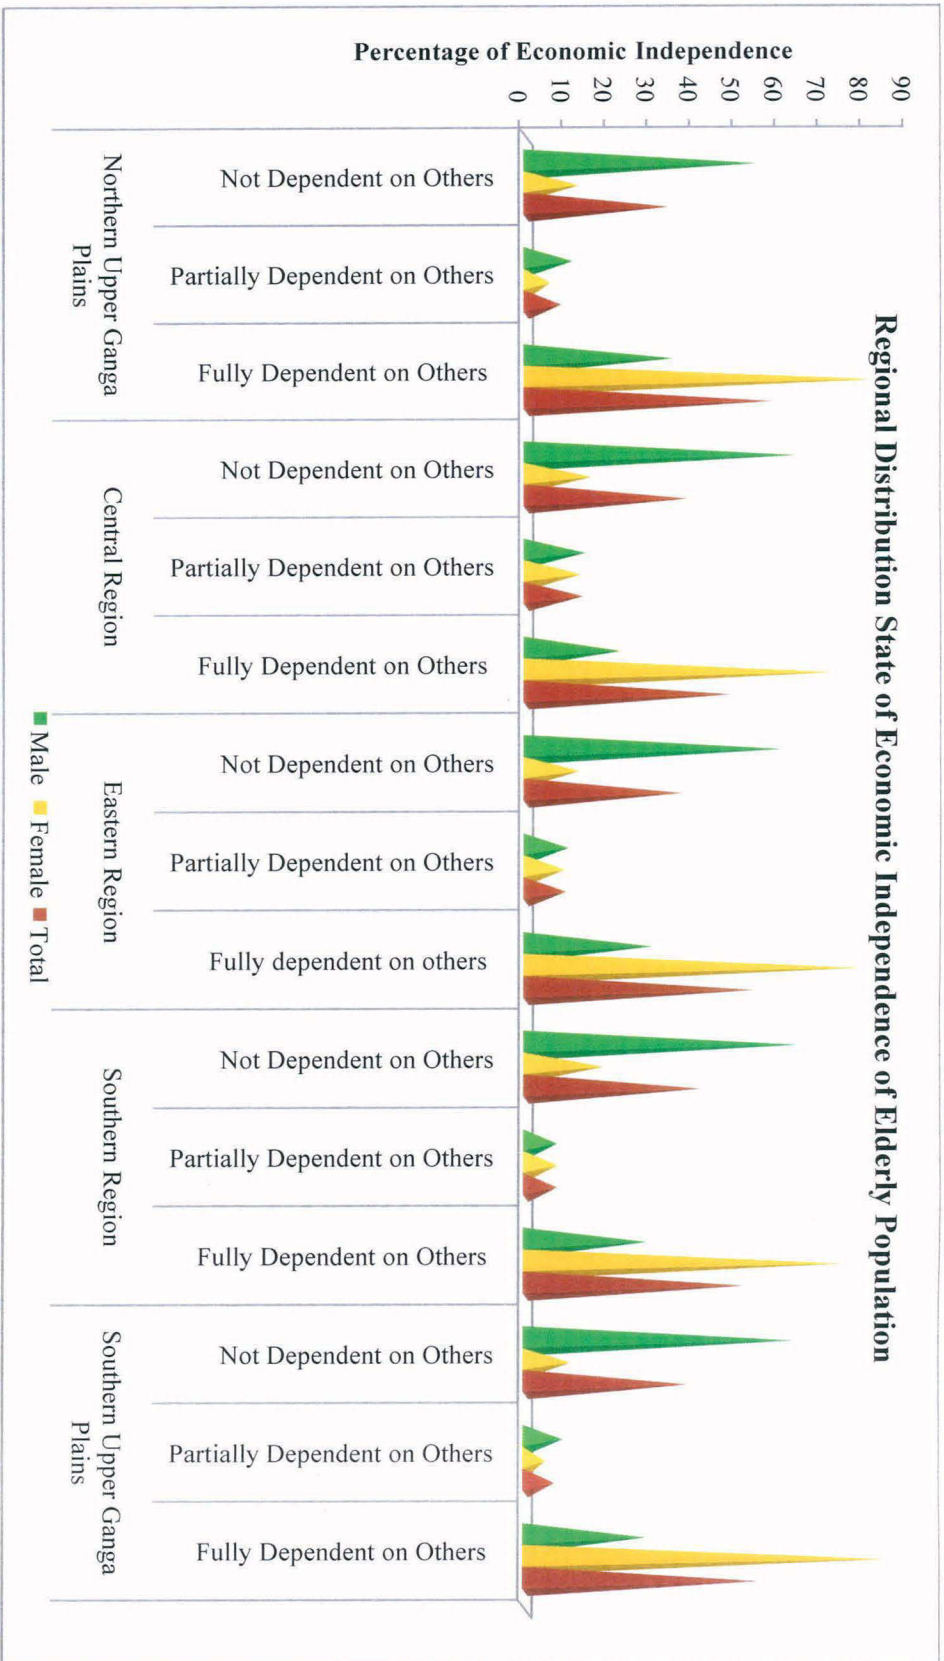 Regional Distribution State of Economic Independence of Elderly Population
Percentage of Economic Independence
90
80
70
60
50
40
30
20
10
0
Not Dependent on Others
Partially Dependent on Others
Fully Dependent on Others
Not Dependent on Others
Partially Dependent on Others
Fully Dependent on Others
Not Dependent on Others
Partially Dependent on Others
Fully dependent on others
Not Dependent on Others
Partially Dependent on Others
Fully Dependent on Others
Not Dependent on Others
Partially Dependent on Others
Fully Dependent on Others
Northern Upper Ganga
Plains
Central Region
Eastern Region
Southern Region
Southern Upper Ganga
Plains
Male Female Total